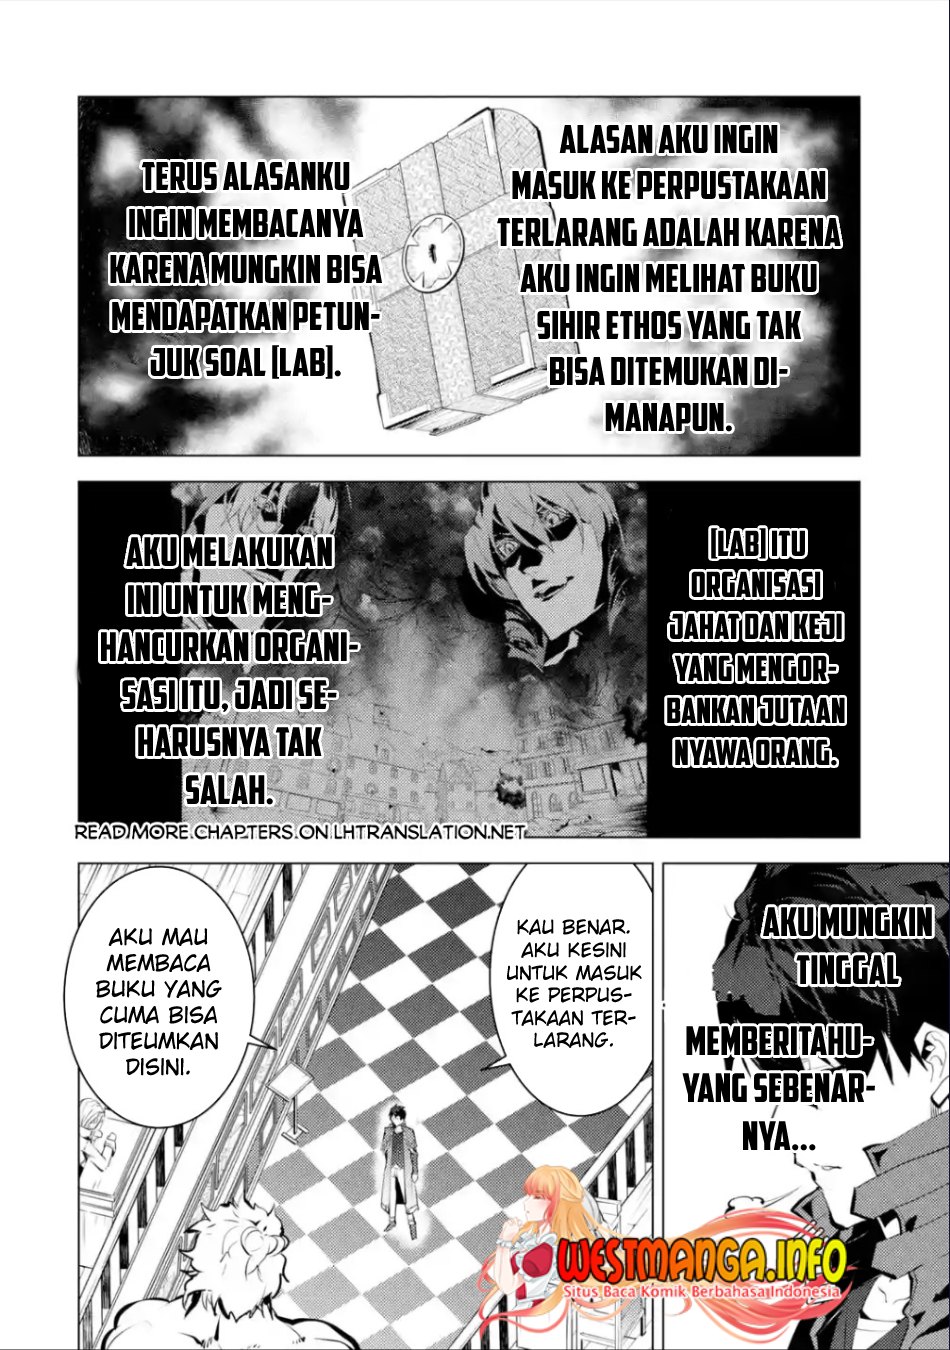 ALASAN AKU INGIN
MASUK KE PERPUSTAKAAN
TERLARANG ADALAH KARENA
AKU INGIN MELIHAT BUKU
SIHIR ETHOS YANG TAK
BISA DITEMUKAN DI-
MANAPUN.
TERUS ALASANKU
INGIN MEMBACANYA
KARENA MUNGKIN BISA
MENDAPATKAN PETUN-
JUK SOAL [LAB].
[LAB] ITU
ORGANISASI
JAHAT DAN KEJI
YANG MENGOR-
BANKAN JUTAAN
NYAWA ORANG.
AKU MELAKUKAN
INI UNTUK MENG-
HANCURKAN ORGANI-
SASI ITU, JADI SE-
HARUSNYA TAK
SALAH.
READ MORE CHAPTERS ON LHTRANSLATION.NET
AKU MUNGKIN
TINGGAL
MEMBERITAHU-
YANG SEBENAR-
NYA...
KAU BENAR.
AKU KESINI
UNTUK MASUK
KE PERPUS-
TAKAAN TER-
LARANG.
AKU MAU
MEMBACA
BUKU YANG
CUMA BISA
DITEUMKAN
DISINI.
WESTMANGA.INFO
Situs Baca Komik Berbahasa Indonesia